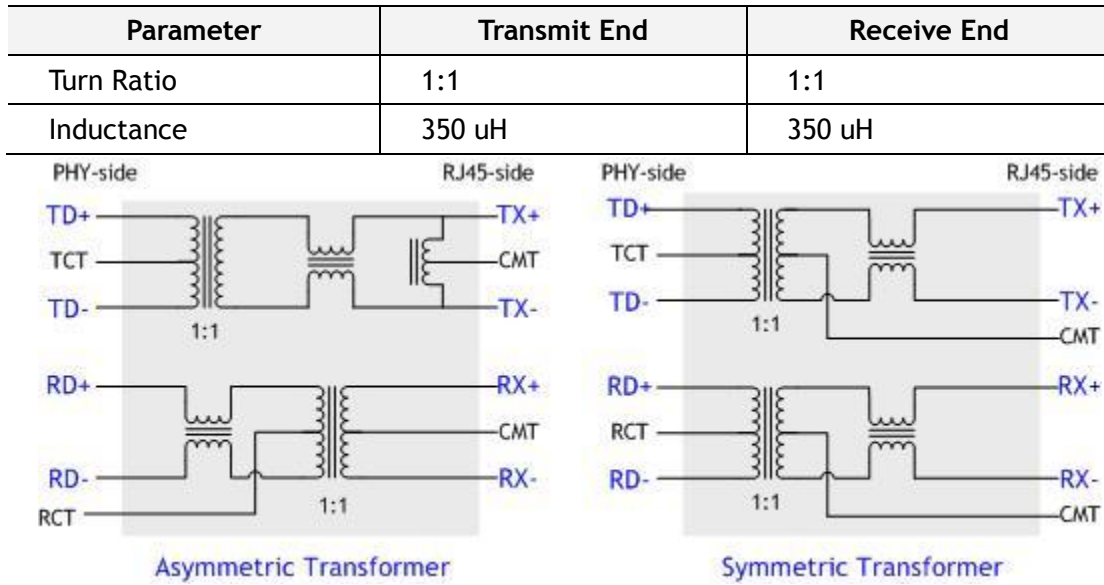 Parameter Transmit End Receive End
Turn Ratio 1:1 1:1
Inductance 350 uH 350 uH
PHY-side RJ45-side PHY-side RJ45-side
TD+ TX+ TD+ TX+
TCT CMT TCT
TD- TX- TD- TX-
1:1 1:1 CMT
RD+ RX+ RD+ RX+
CMT RCT
RD- RX- RD- RX-
RCT 1:1 1:1 CMT
Asymmetric Transformer Symmetric Transformer